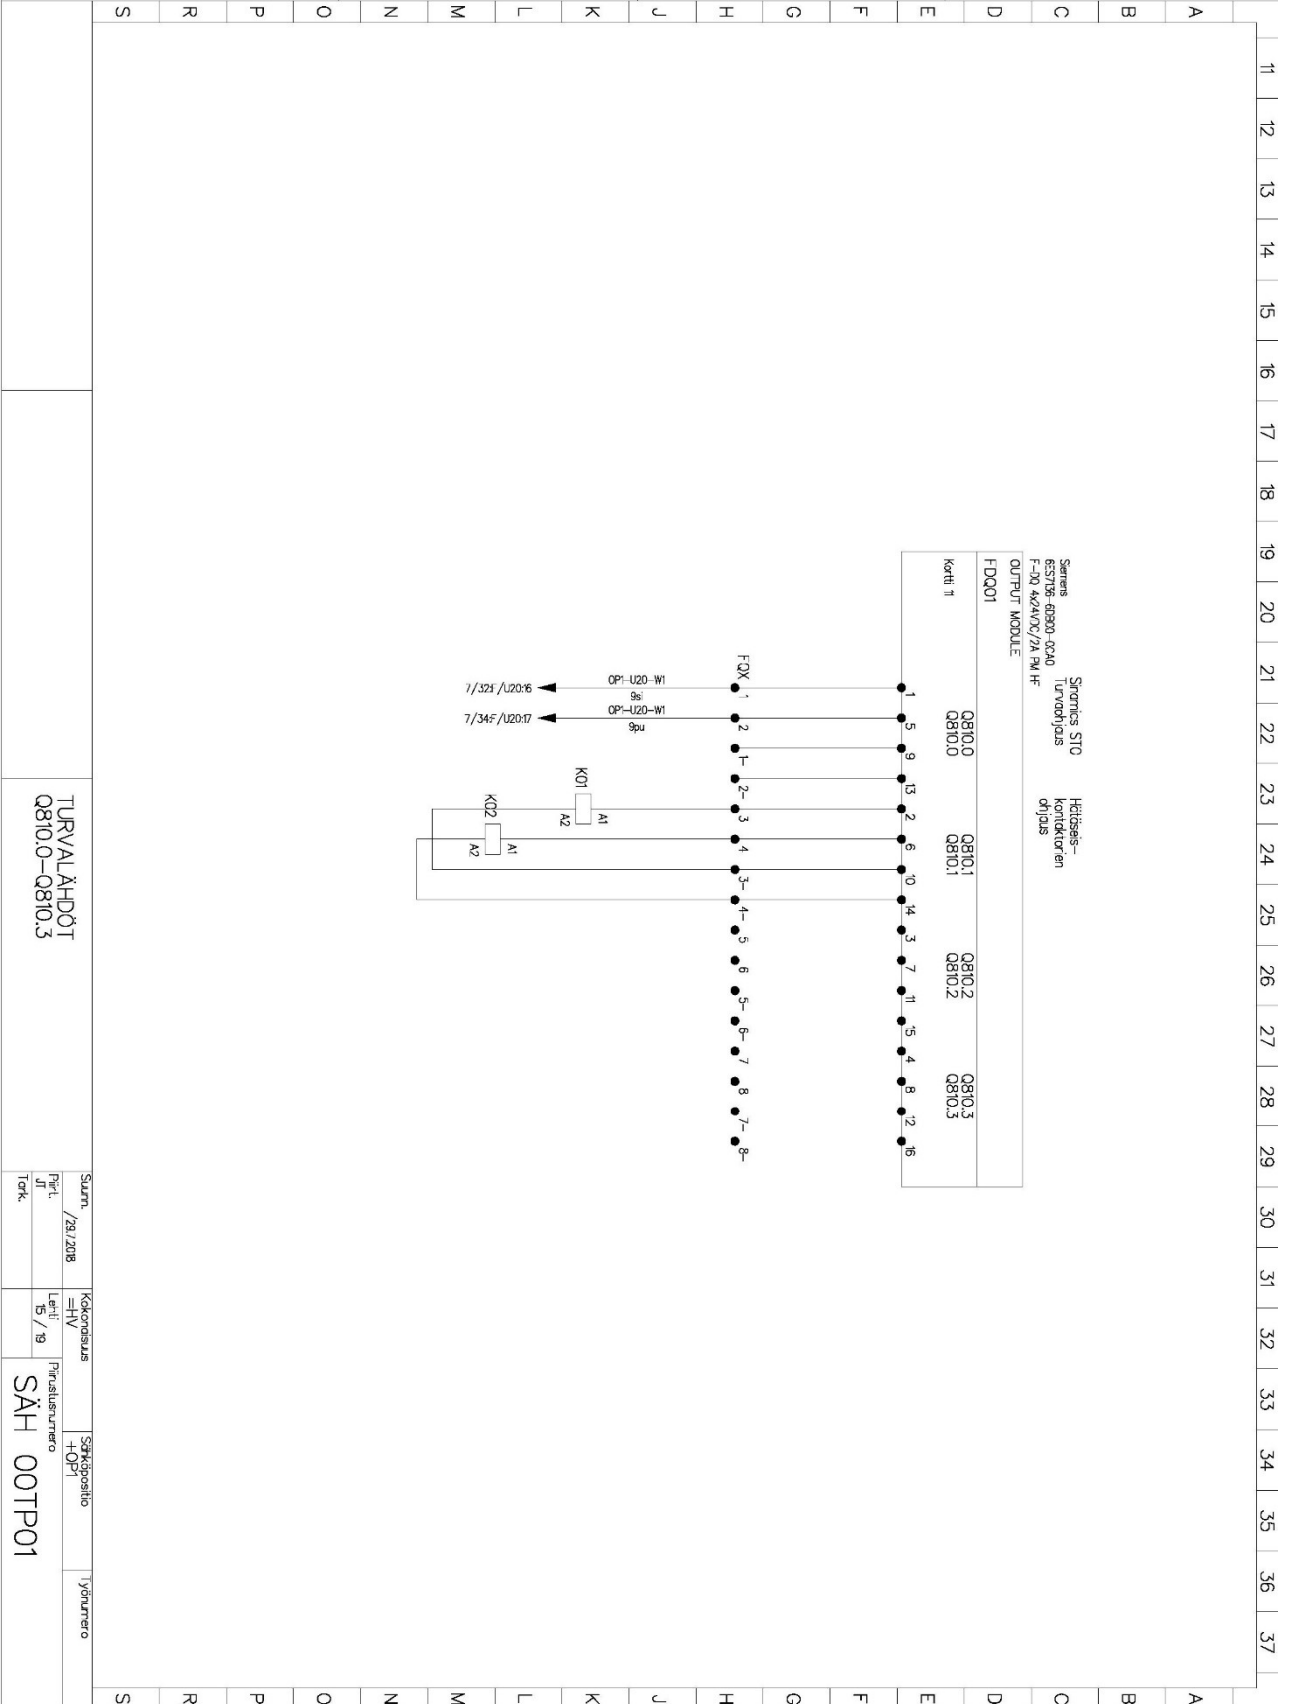 11 12 13 14 15 16 17 18 19 20 21 22 23 24 25 26 27 28 29 30 31 32 33 34 35 36 37
A
B
C
D
E
F
G
H
J
K
L
M
N
O
P
R
S
A
B
C
D
E
F
G
H
J
K
L
M
N
O
P
R
S
Siemens
6ES7136-6DB00-0CA0
F-DQ 4x24VDC/2A PM HF
OUTPUT MODULE
FDQ01
Kortti 11
Sinamics STO
Turvaohjaus
Hätäseis-
kontaktorien
ohjaus
Q810.0 Q810.1 Q810.2 Q810.3
Q810.0 Q810.1 Q810.2 Q810.3
1 5 9 13 2 6 10 14 3 7 11 15 4 8 12 16
FQX
1 2 1- 2- 3 4 3- 4- 5 6 5- 6- 7 8 7- 8-
OP1-U20-W1
9si
OP1-U20-W1
9pu
7/32:F/U20:16
7/34:F/U20:17
K01
A1
A2
K02
A1
A2
TURVALÄHDÖT
Q810.0-Q810.3
Suunn.
/29.7.2018
Piirt.
JT
Tark.
Kokonaisuus
=HV
Lehti
15 / 19
Sähköpositio
+OP1
Työnumero
Piirustusnumero
SÄH 00TP01